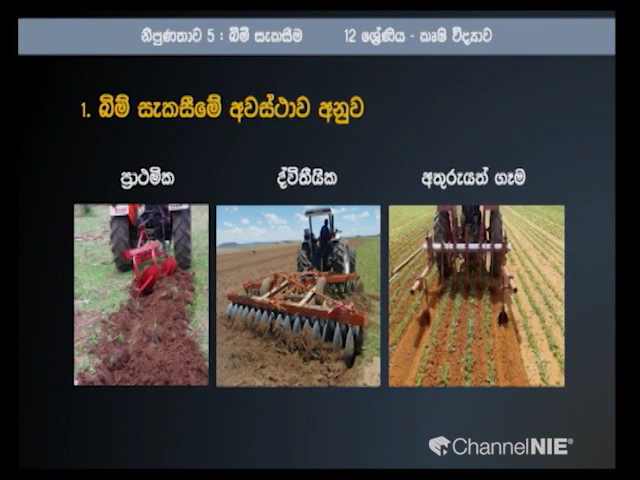 නිපුණතාව 5 : බිම් සැකසීම 12 ශ්‍රේණිය - කෘෂි විද්‍යාව
1. බිම් සැකසීමේ අවස්ථාව අනුව
ප්‍රාථමික ද්විතීයික අතුරුයත් ගෑම
ChannelNIE®